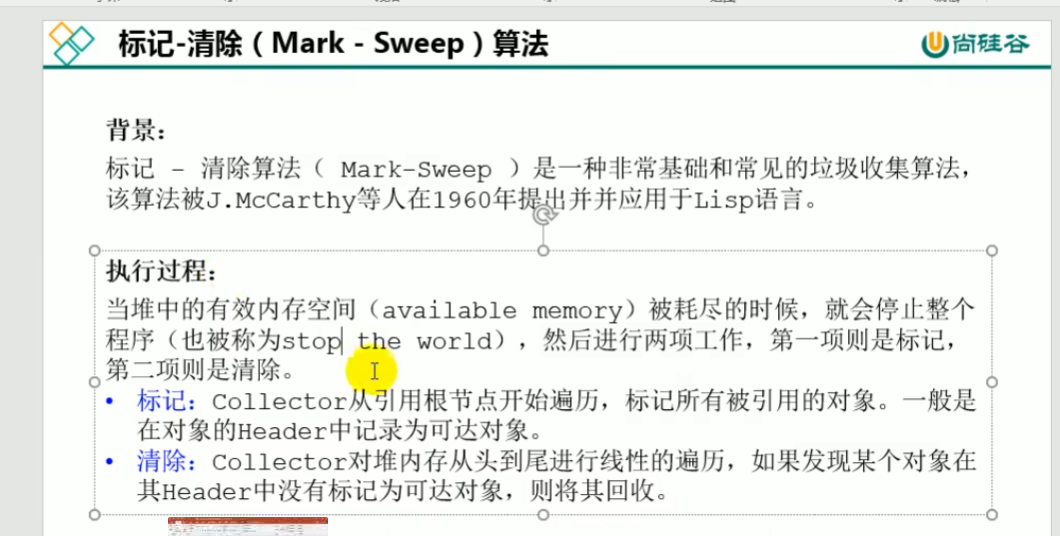 标记-清除（Mark - Sweep）算法
尚硅谷
背景：
标记 – 清除算法（ Mark-Sweep ）是一种非常基础和常见的垃圾收集算法，
该算法被J.McCarthy等人在1960年提出并并应用于Lisp语言。
执行过程：
当堆中的有效内存空间（available memory）被耗尽的时候，就会停止整个
程序（也被称为stop the world），然后进行两项工作，第一项则是标记，
第二项则是清除。
• 标记：Collector从引用根节点开始遍历，标记所有被引用的对象。一般是
在对象的Header中记录为可达对象。
• 清除：Collector对堆内存从头到尾进行线性的遍历，如果发现某个对象在
其Header中没有标记为可达对象，则将其回收。